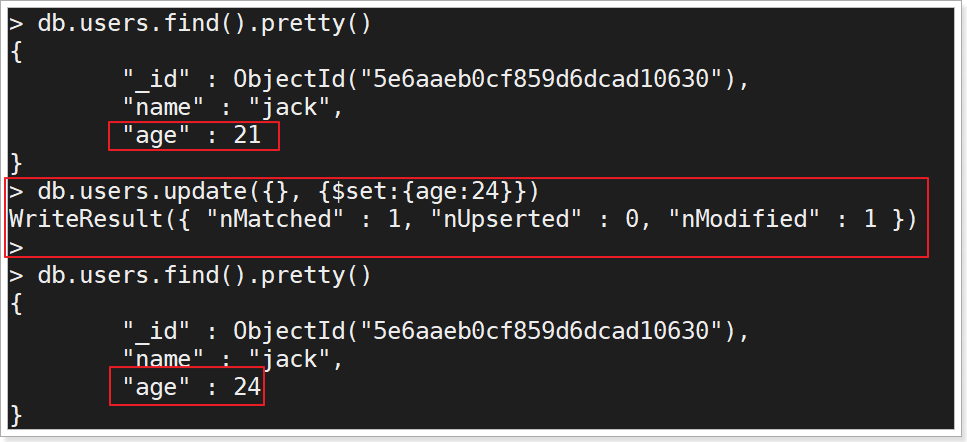 > db.users.find().pretty()
{
        "_id" : ObjectId("5e6aaeb0cf859d6dcad10630"),
        "name" : "jack",
        "age" : 21
}
> db.users.update({}, {$set:{age:24}})
WriteResult({ "nMatched" : 1, "nUpserted" : 0, "nModified" : 1 })
>
> db.users.find().pretty()
{
        "_id" : ObjectId("5e6aaeb0cf859d6dcad10630"),
        "name" : "jack",
        "age" : 24
}